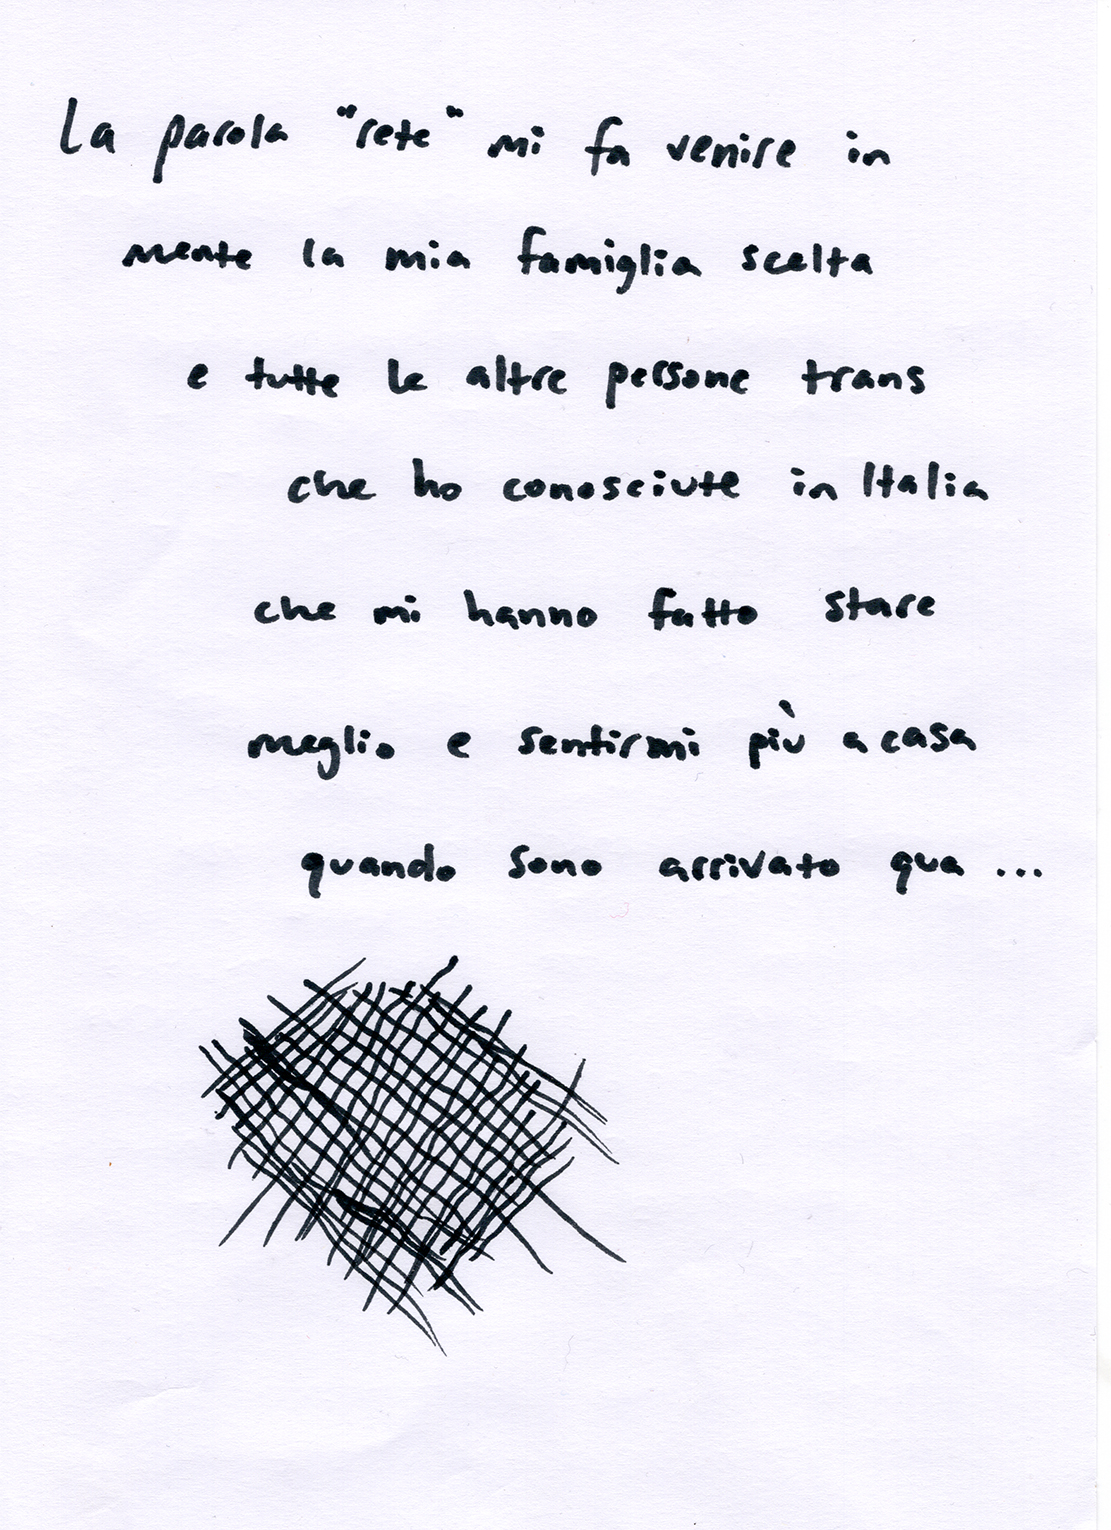 La parola "rete" mi fa venire in
mente la mia famiglia scelta
e tutte le altre persone trans
che ho conosciute in Italia
che mi hanno fatto stare
meglio e sentirmi più a casa
quando sono arrivato qua ...